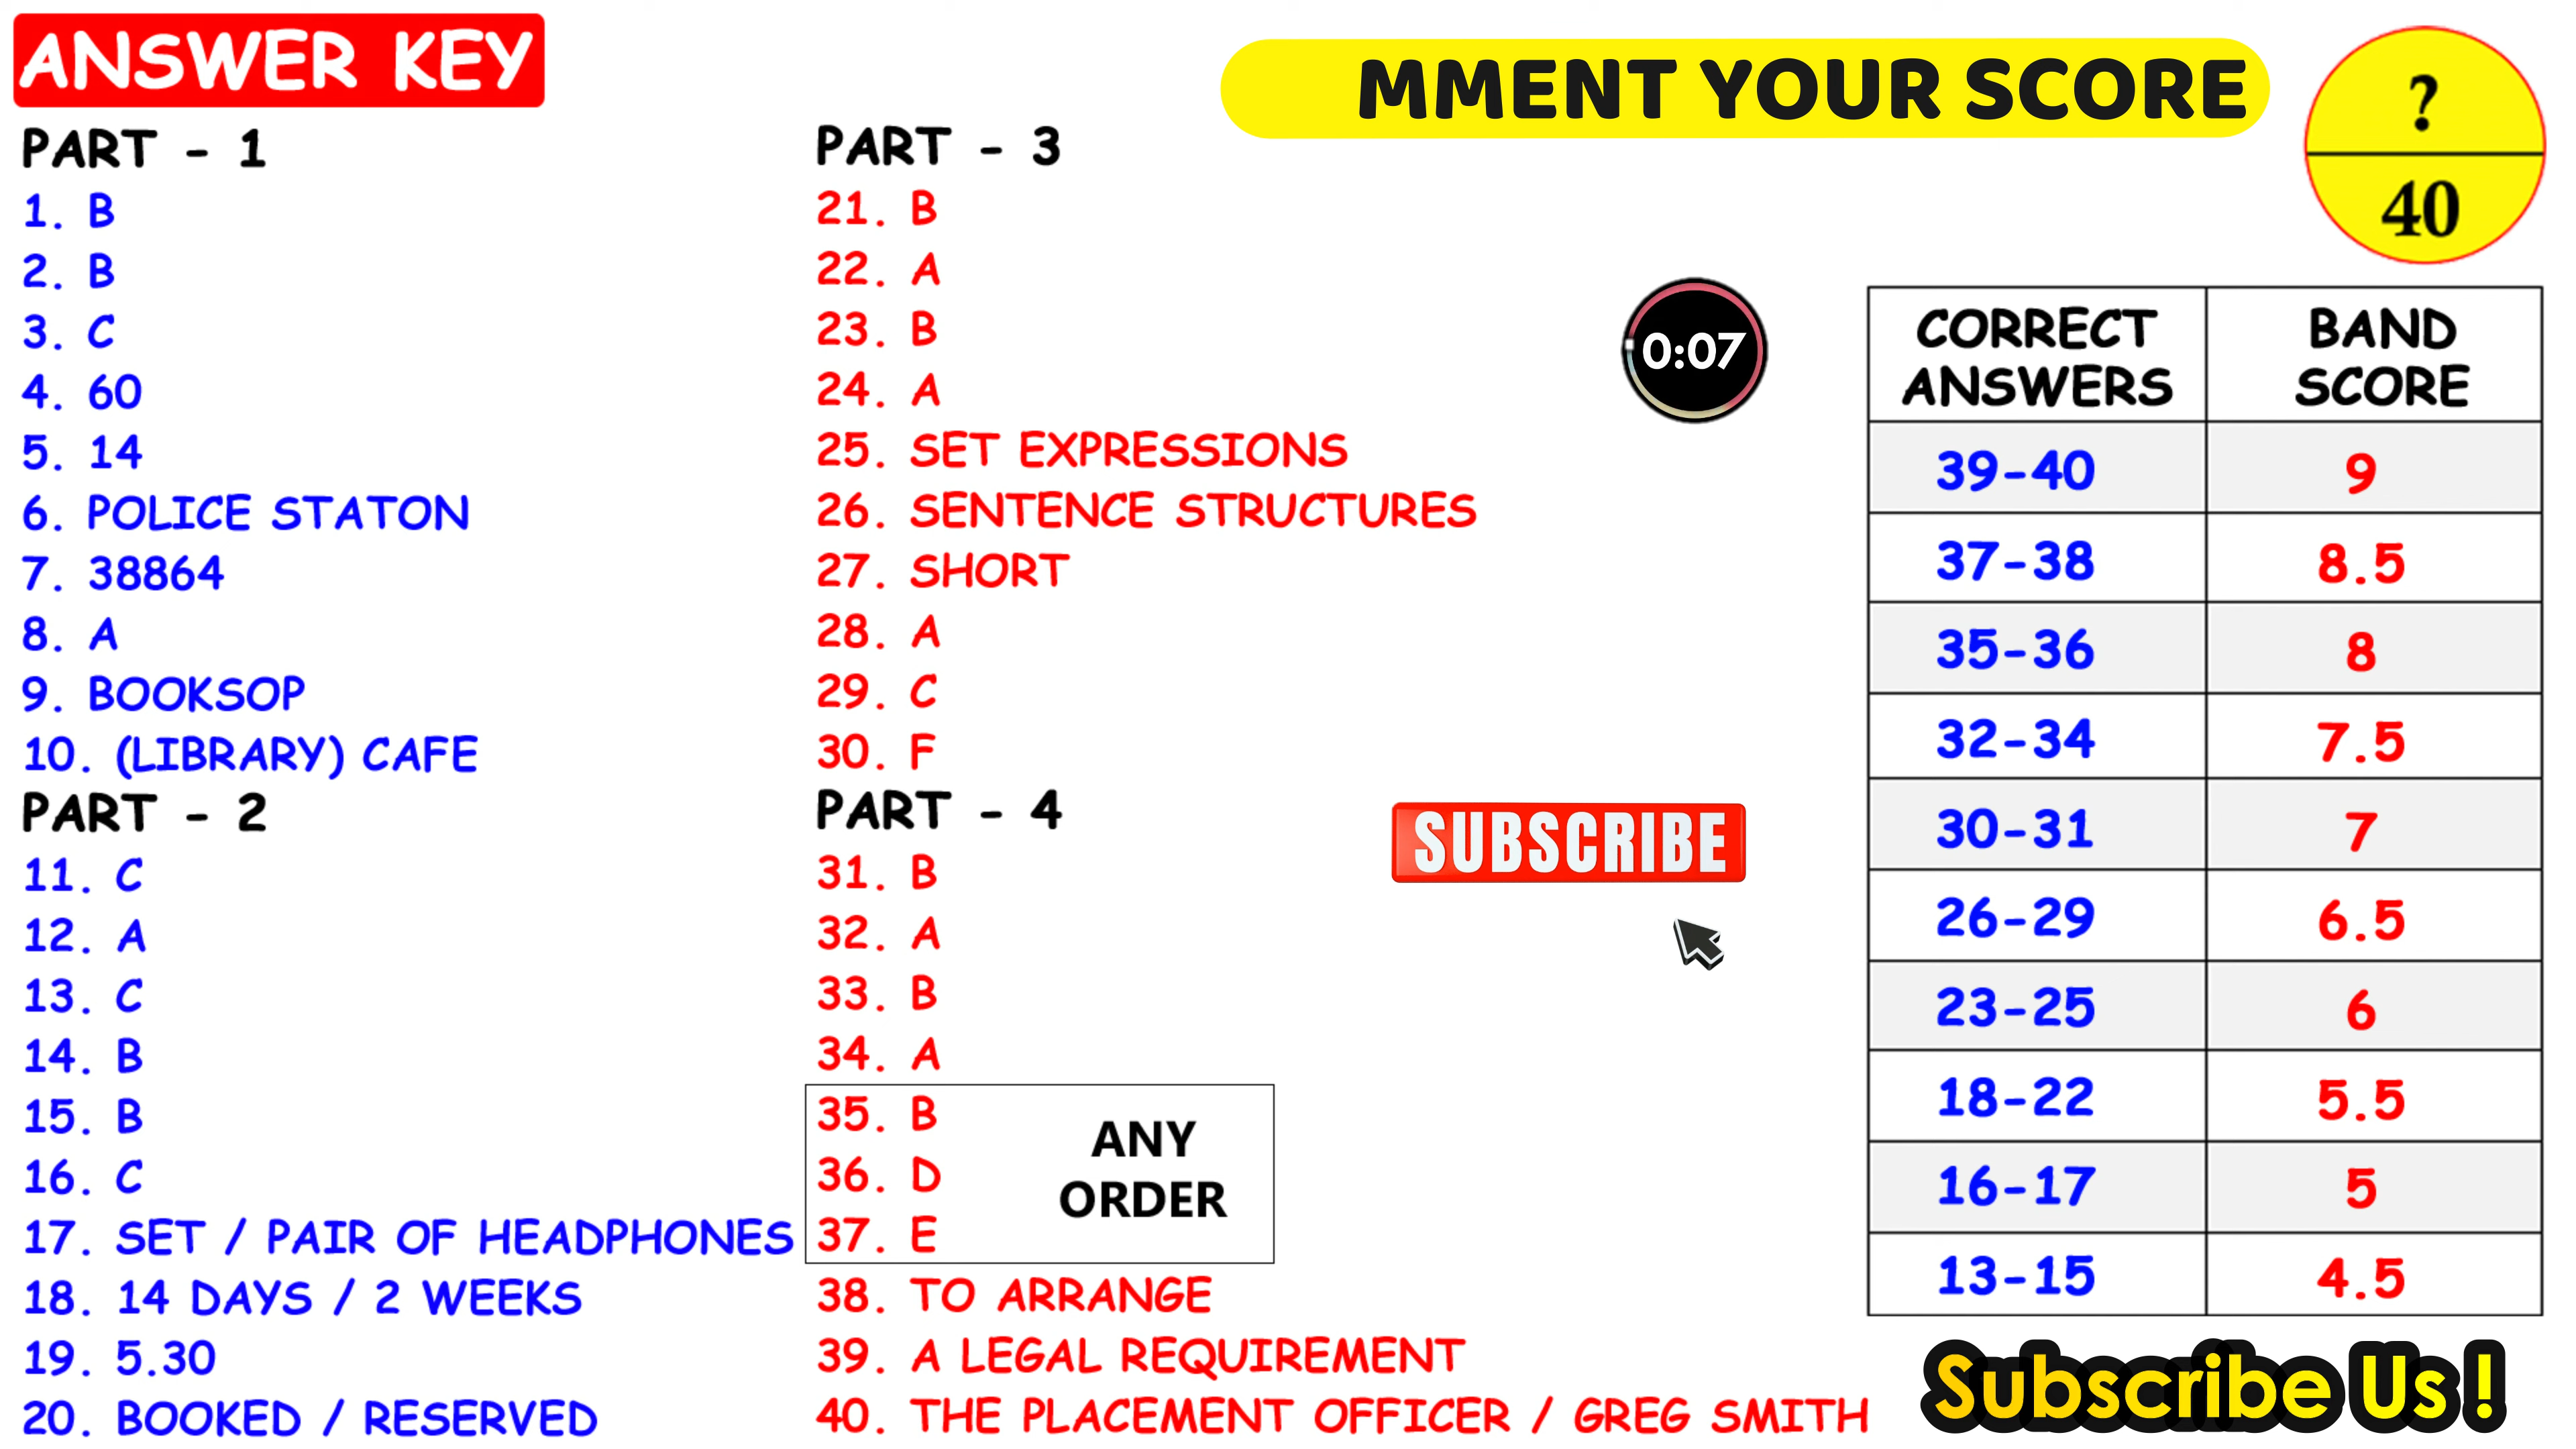 ANSWER KEY
PART - 1
1. B
2. B
3. C
4. 60
5. 14
6. POLICE STATON
7. 38864
8. A
9. BOOKSOP
10. (LIBRARY) CAFE
PART - 2
11. C
12. A
13. C
14. B
15. B
16. C
17. SET / PAIR OF HEADPHONES
18. 14 DAYS / 2 WEEKS
19. 5.30
20. BOOKED / RESERVED
PART - 3
21. B
22. A
23. B
24. A
25. SET EXPRESSIONS
26. SENTENCE STRUCTURES
27. SHORT
28. A
29. C
30. F
PART - 4
31. B
32. A
33. B
34. A
35. B
36. D
37. E
ANY
ORDER
38. TO ARRANGE
39. A LEGAL REQUIREMENT
40. THE PLACEMENT OFFICER / GREG SMITH
MMENT YOUR SCORE
?
40
0:07
SUBSCRIBE
CORRECT ANSWERS BAND SCORE
39-40 9
37-38 8.5
35-36 8
32-34 7.5
30-31 7
26-29 6.5
23-25 6
18-22 5.5
16-17 5
13-15 4.5
Subscribe Us!